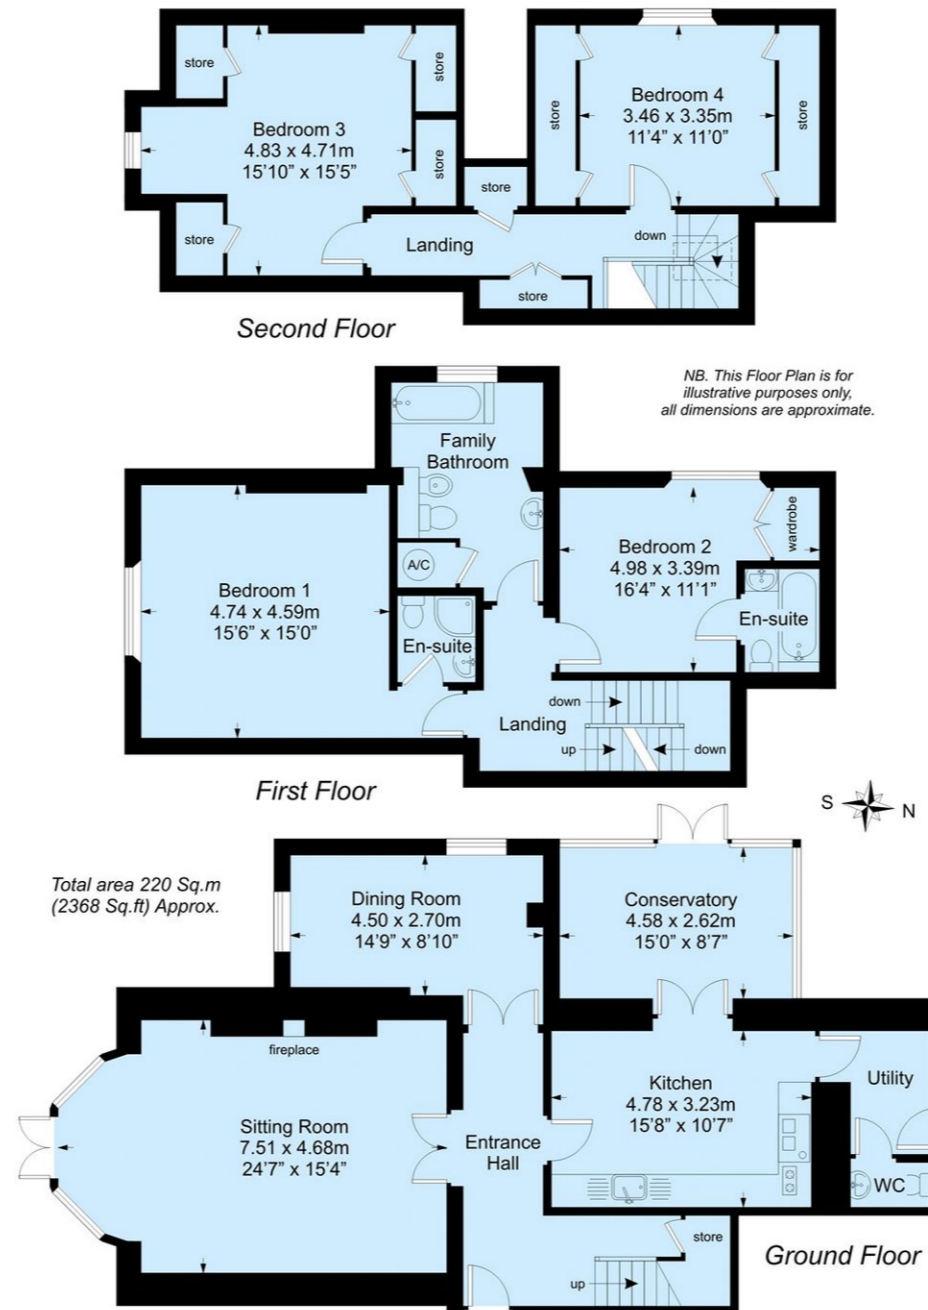 store
store
Bedroom 3
4.83 x 4.71m
15’10” x 15’5”
store
store
Bedroom 4
3.46 x 3.35m
11’4” x 11’0”
store
store
store
store
Landing
down
store
Second Floor
NB. This Floor Plan is for
illustrative purposes only,
all dimensions are approximate.
Family
Bathroom
A/C
Bedroom 1
4.74 x 4.59m
15’6” x 15’0”
En-suite
Bedroom 2
4.98 x 3.39m
16’4” x 11’1”
wardrobe
En-suite
Landing
down
up
down
First Floor
S
N
Total area 220 Sq.m
(2368 Sq.ft) Approx.
Dining Room
4.50 x 2.70m
14’9” x 8’10”
Conservatory
4.58 x 2.62m
15’0” x 8’7”
fireplace
Sitting Room
7.51 x 4.68m
24’7” x 15’4”
Entrance
Hall
Kitchen
4.78 x 3.23m
15’8” x 10’7”
Utility
WC
store
up
Ground Floor